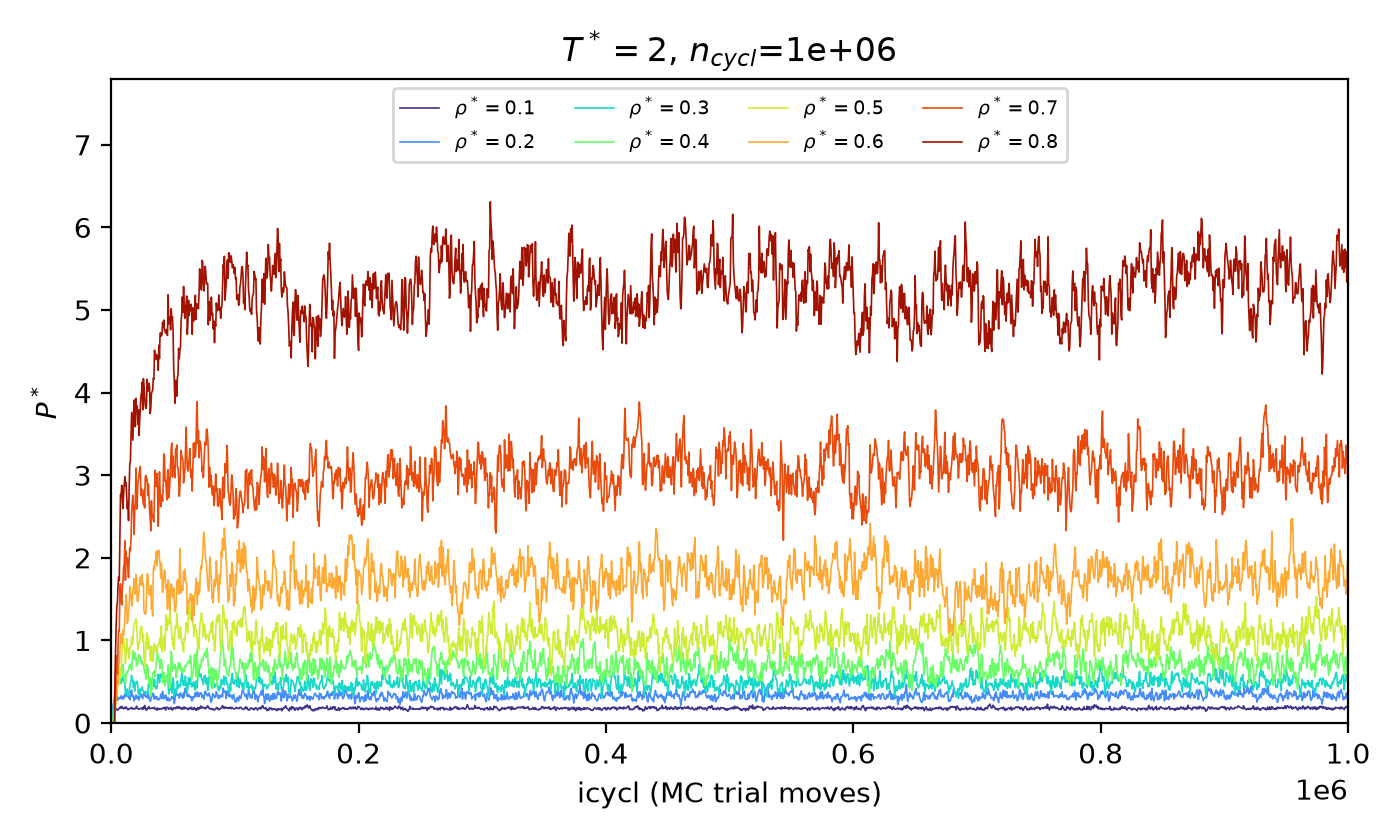 T* = 2, n_cycl=1e+06
ρ* = 0.1 ρ* = 0.3 ρ* = 0.5 ρ* = 0.7
ρ* = 0.2 ρ* = 0.4 ρ* = 0.6 ρ* = 0.8
7
6
5
4
3
2
1
0
P*
0.0 0.2 0.4 0.6 0.8 1.0
icycl (MC trial moves)
1e6